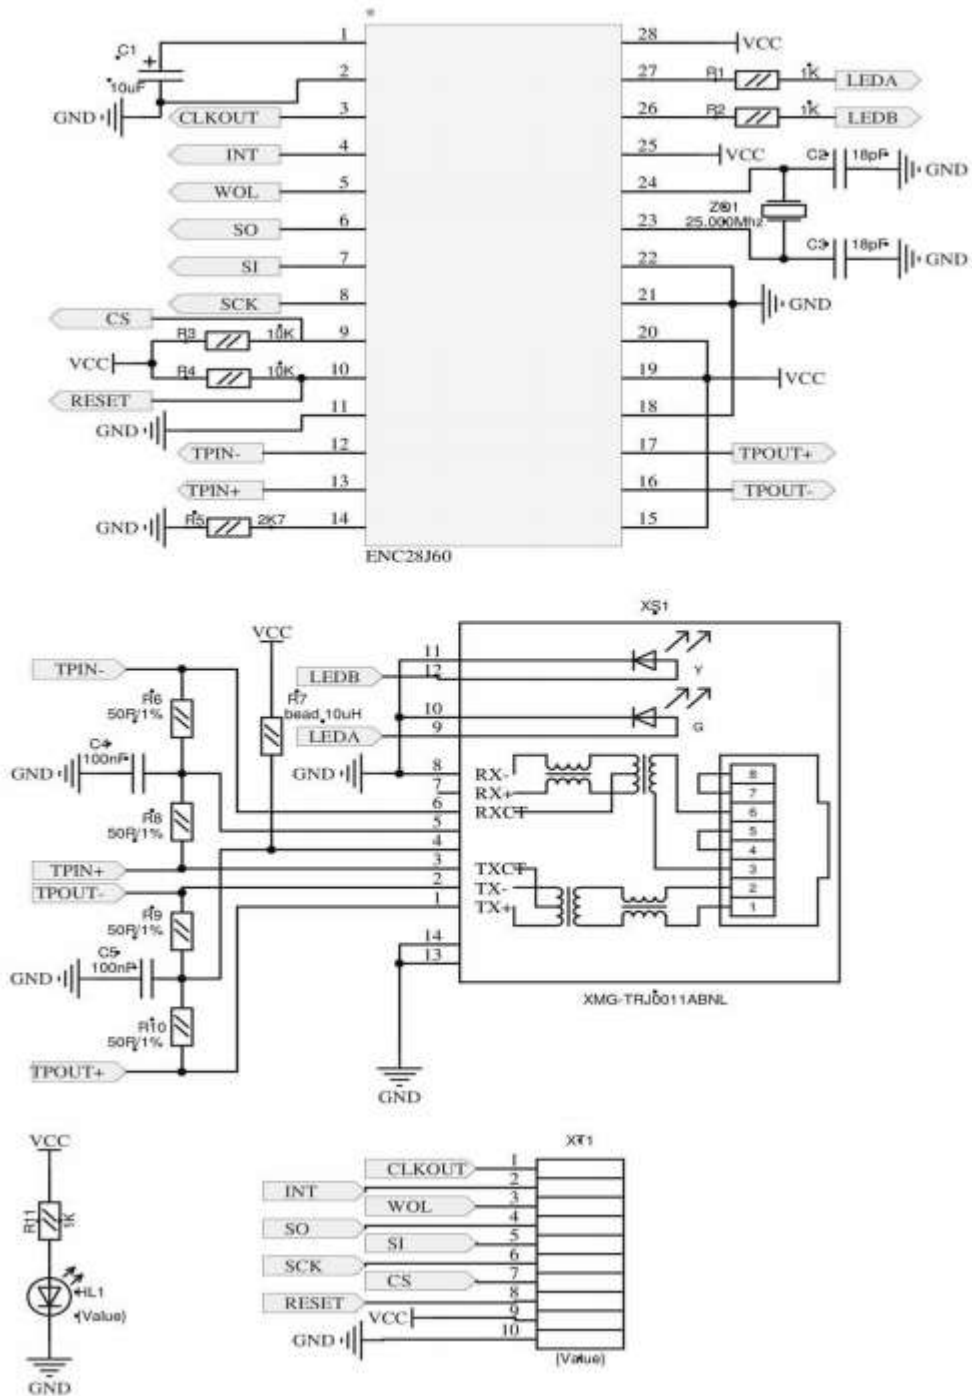 *
1
28
VCC
C1
+
10uF
2
27
R1
1K
LEDA
GND
CLKOUT
3
26
R2
1K
LEDB
INT
4
25
VCC
C2
18pF
GND
WOL
5
24
ZQ1
25.000Mhz
SO
6
23
SI
7
22
C3
18pF
GND
SCK
8
21
GND
CS
R3
10K
9
20
VCC
R4
10K
10
19
VCC
RESET
GND
11
18
TPIN-
12
17
TPOUT+
TPIN+
13
16
TPOUT-
GND
R5
2K7
14
15
ENC28J60
XS1
VCC
TPIN-
LEDB
11
12
Y
R6
50R/1%
R7
bead 10uH
10
G
LEDA
9
C4
100nF
GND
GND
8
RX-
8
7
RX+
7
6
RXCT
6
R8
50R/1%
5
5
4
4
TPIN+
3
TXCT
3
TPOUT-
2
TX-
2
1
TX+
1
R9
50R/1%
14
C5
100nF
GND
13
XMG-TRJ0011ABNL
R10
50R/1%
TPOUT+
GND
VCC
R11
1K
HL1
(Value)
GND
XT1
CLKOUT
1
INT
2
WOL
3
SO
4
SI
5
SCK
6
CS
7
RESET
8
VCC
9
GND
10
(Value)